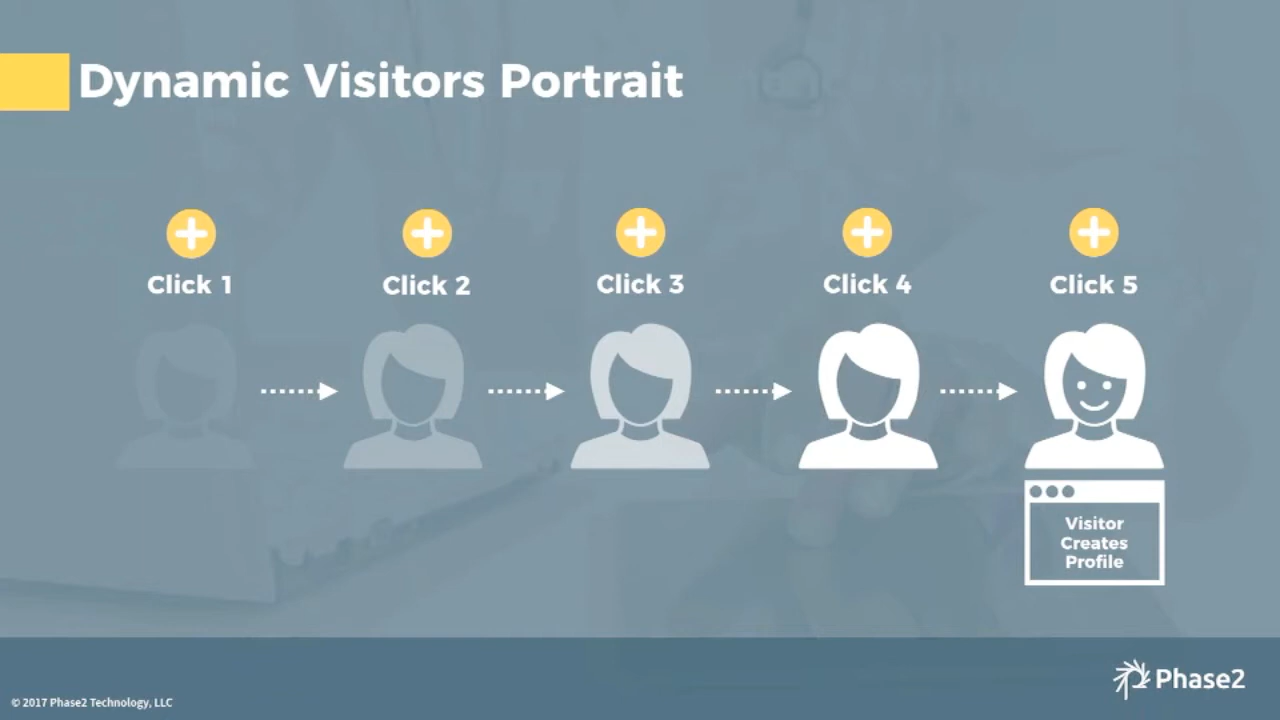 Dynamic Visitors Portrait
Click 1
Click 2
Click 3
Click 4
Click 5
Visitor
Creates
Profile
© 2017 Phase2 Technology, LLC
Phase2